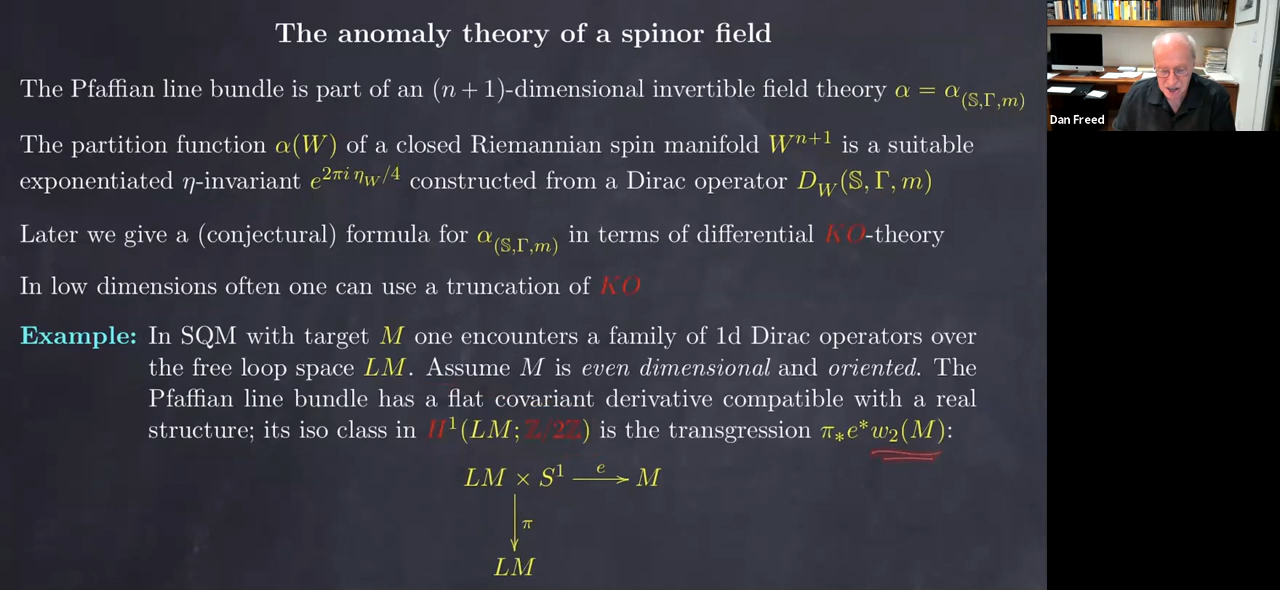 The anomaly theory of a spinor field
The Pfaffian line bundle is part of an (n + 1)-dimensional invertible field theory α = α_(𝕊,Γ,m)
Dan Freed
The partition function α(W) of a closed Riemannian spin manifold W^{n+1} is a suitable
exponentiated η-invariant e^{2πi η_W/4} constructed from a Dirac operator D_W(𝕊, Γ, m)
Later we give a (conjectural) formula for α_(𝕊,Γ,m) in terms of differential KO-theory
In low dimensions often one can use a truncation of KO
Example: In SQM with target M one encounters a family of 1d Dirac operators over
the free loop space LM. Assume M is even dimensional and oriented. The
Pfaffian line bundle has a flat covariant derivative compatible with a real
structure; its iso class in H^1(LM; ℤ/2ℤ) is the transgression π_*e^*w_2(M):
LM × S^1 e→ M
π
LM